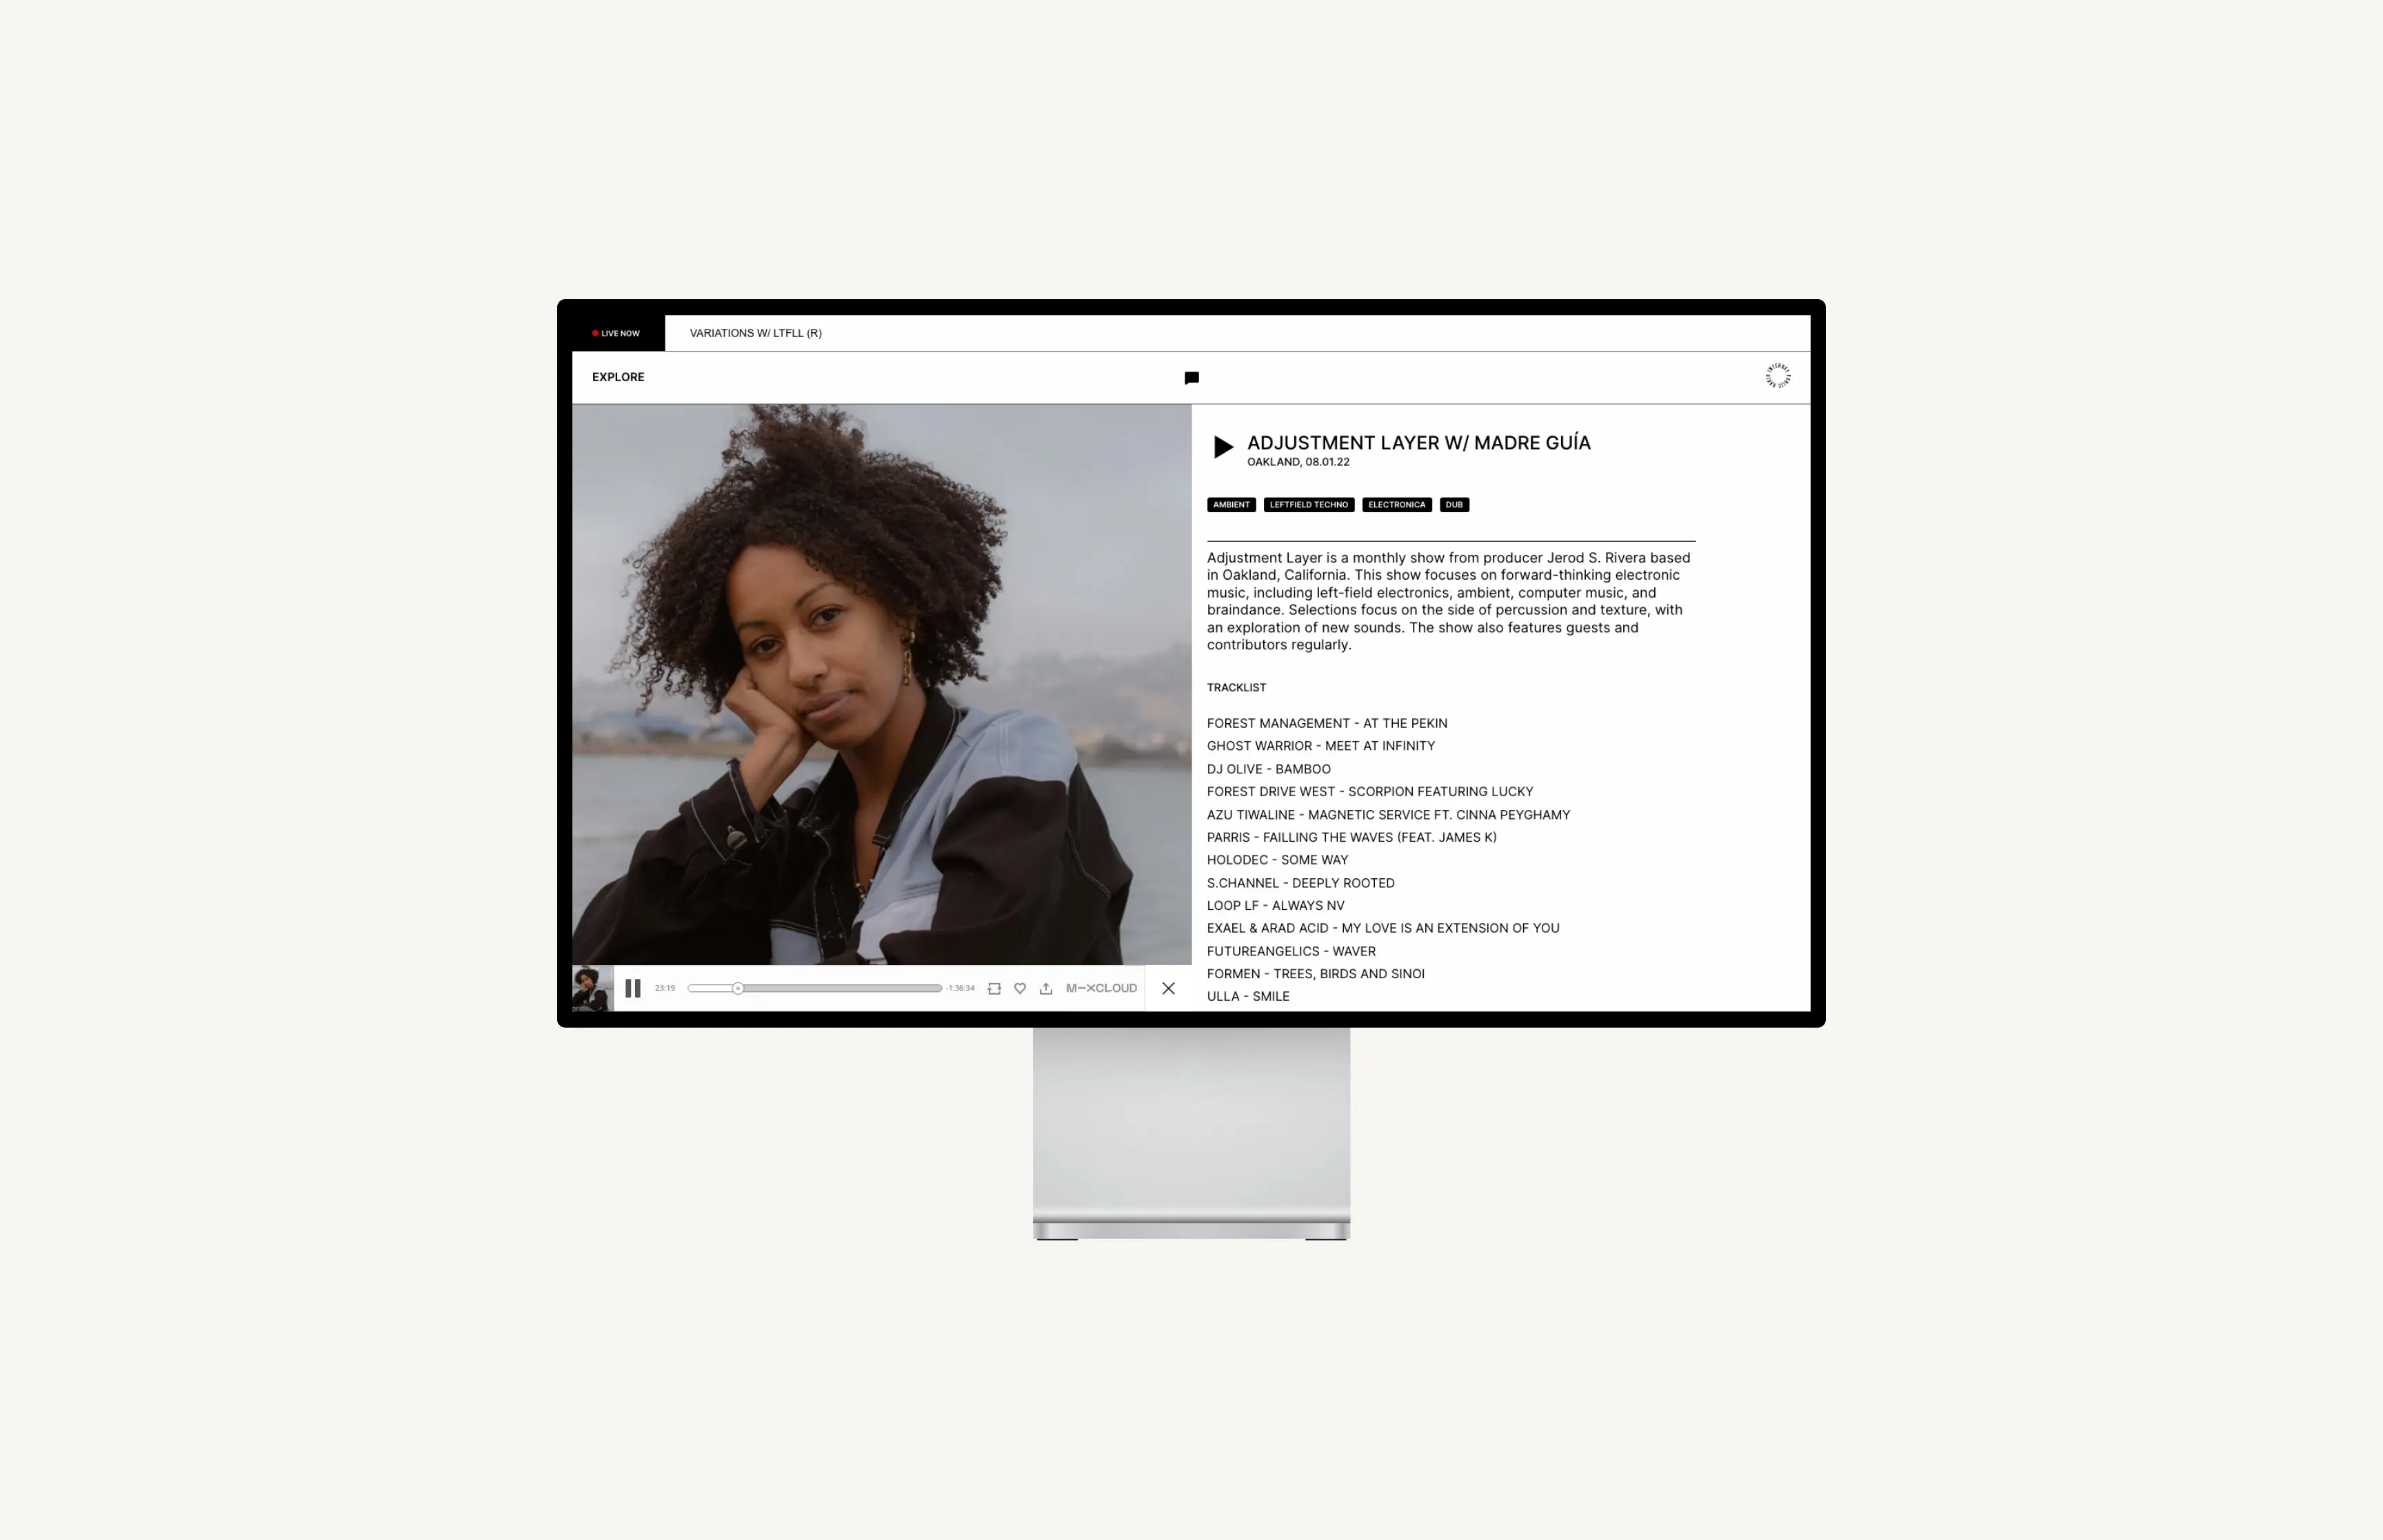 LIVE NOW
VARIATIONS W/ LTFLL (R)
EXPLORE
INTERNET PUBLIC RADIO
ADJUSTMENT LAYER W/ MADRE GUÍA
OAKLAND, 08.01.22
AMBIENT LEFTFIELD TECHNO ELECTRONICA DUB
Adjustment Layer is a monthly show from producer Jerod S. Rivera based
in Oakland, California. This show focuses on forward-thinking electronic
music, including left-field electronics, ambient, computer music, and
braindance. Selections focus on the side of percussion and texture, with
an exploration of new sounds. The show also features guests and
contributors regularly.
TRACKLIST
FOREST MANAGEMENT - AT THE PEKIN
GHOST WARRIOR - MEET AT INFINITY
DJ OLIVE - BAMBOO
FOREST DRIVE WEST - SCORPION FEATURING LUCKY
AZU TIWALINE - MAGNETIC SERVICE FT. CINNA PEYGHAMY
PARRIS - FAILLING THE WAVES (FEAT. JAMES K)
HOLODEC - SOME WAY
S.CHANNEL - DEEPLY ROOTED
LOOP LF - ALWAYS NV
EXAEL & ARAD ACID - MY LOVE IS AN EXTENSION OF YOU
FUTUREANGELICS - WAVER
FORMEN - TREES, BIRDS AND SINOI
ULLA - SMILE
23:19 -1:36:34 M-XCLOUD